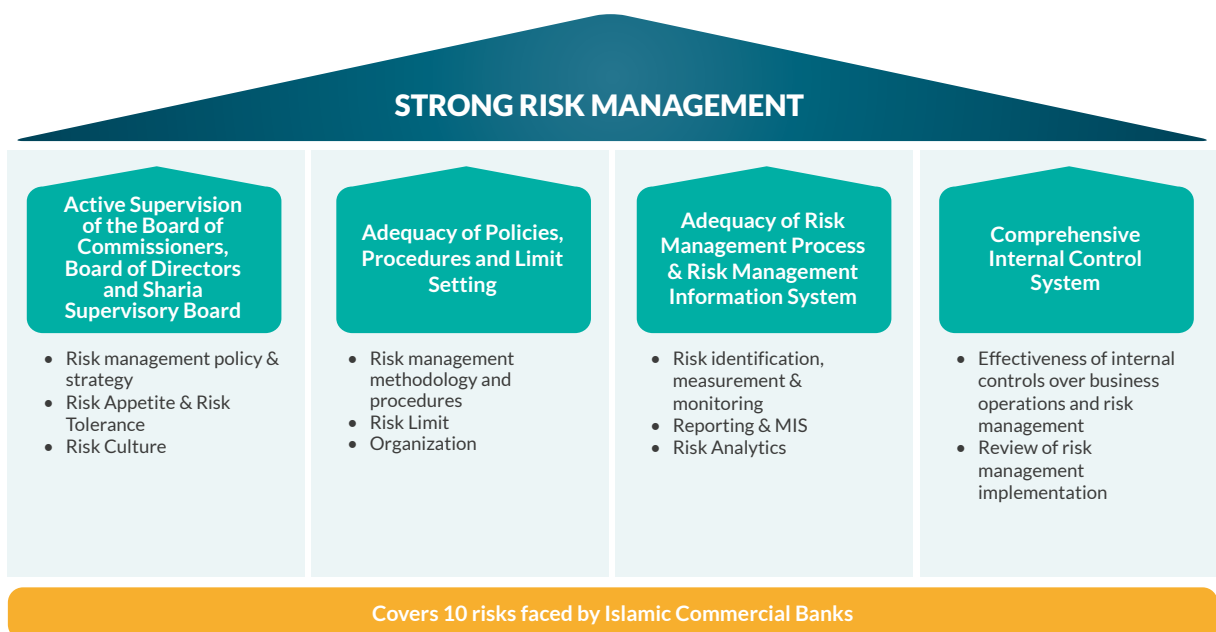 STRONG RISK MANAGEMENT
Active Supervision
of the Board of
Commissioners,
Board of Directors
and Sharia
Supervisory Board
• Risk management policy &
strategy
• Risk Appetite & Risk
Tolerance
• Risk Culture
Adequacy of Policies,
Procedures and Limit
Setting
• Risk management
methodology and
procedures
• Risk Limit
• Organization
Adequacy of Risk
Management Process
& Risk Management
Information System
• Risk identification,
measurement &
monitoring
• Reporting & MIS
• Risk Analytics
Comprehensive
Internal Control
System
• Effectiveness of internal
controls over business
operations and risk
management
• Review of risk
management
implementation
Covers 10 risks faced by Islamic Commercial Banks